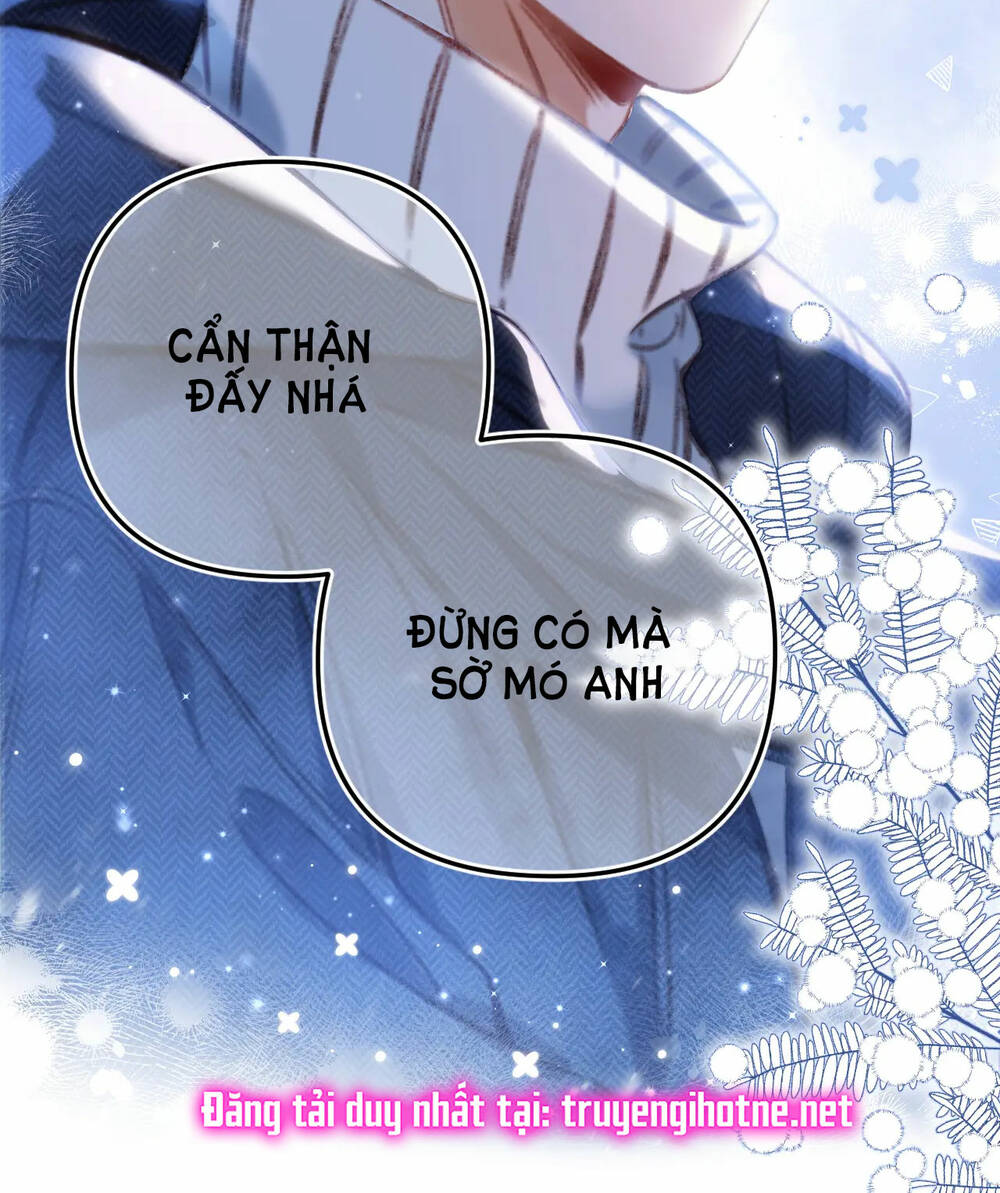 CẨN THẬN
ĐẤY NHÁ
ĐỪNG CÓ MÀ
SỜ MÓ ANH
Đăng tải duy nhất tại: truyengihotne.net